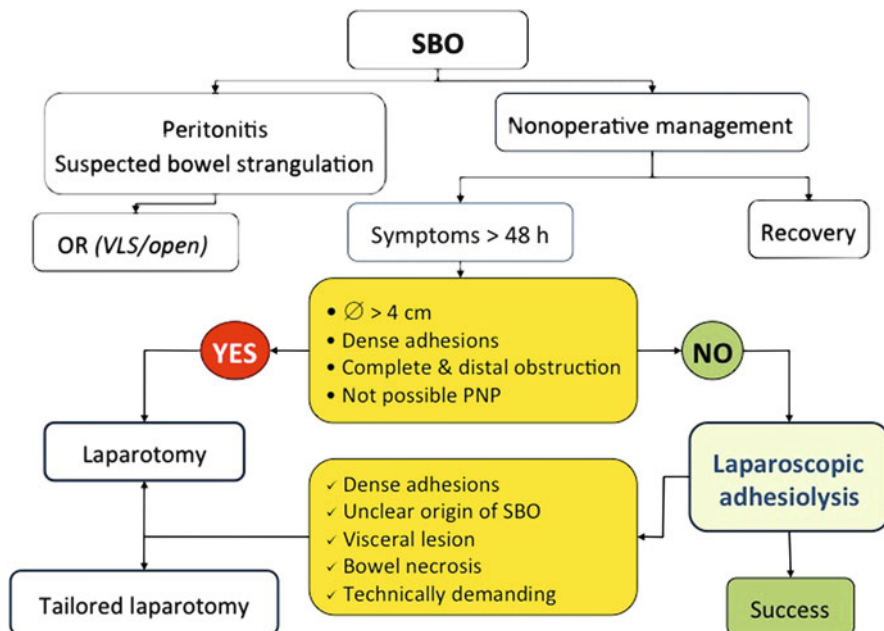 SBO
Peritonitis
Suspected bowel strangulation
Nonoperative management
OR (VLS/open)
Symptoms > 48 h
Recovery
• ∅ > 4 cm
• Dense adhesions
• Complete & distal obstruction
• Not possible PNP
YES
NO
Laparotomy
Laparoscopic
adhesiolysis
✓ Dense adhesions
✓ Unclear origin of SBO
✓ Visceral lesion
✓ Bowel necrosis
✓ Technically demanding
Tailored laparotomy
Success